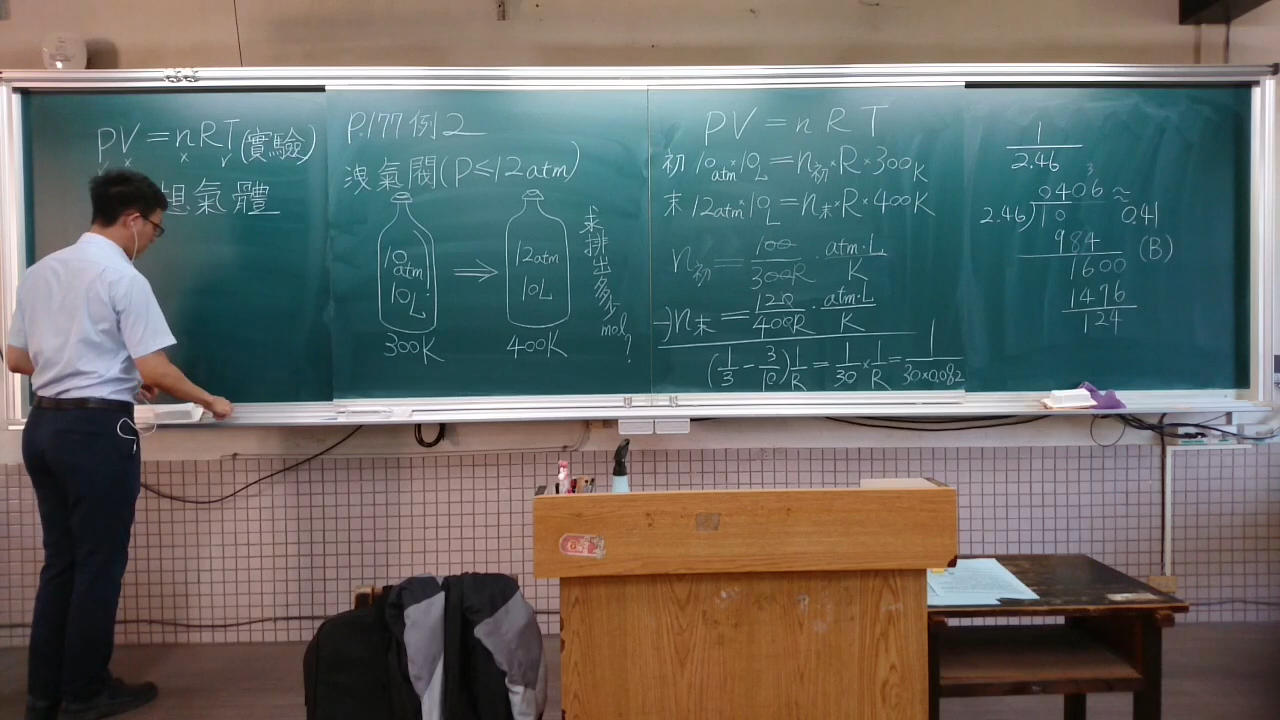 PV=nRT(實驗)
✓ × × ✓
想氣體
P.177例2
洩氣閥(P≤12atm)
10atm
10L
300K
⇒
12atm
10L
400K
求排出多少mol?
PV=nRT
初 10atm×10L=n初×R×300K
末 12atm×10L=n末×R×400K
n初=100/300R·atm·L/K
-)n末=120/400R·atm·L/K
(1/3-3/10)1/R=1/30×1/R=1/30×0.082
1/2.46
3
0406≈0.41
2.46)10
984
(B)
1600
1476
124